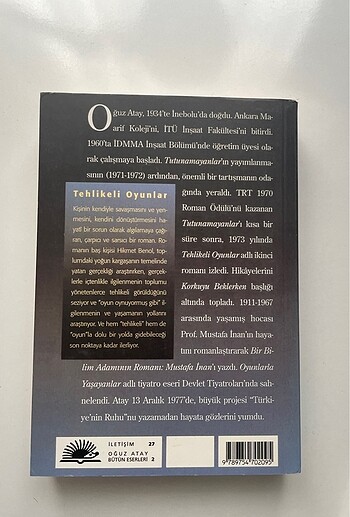 Oğuz Atay, 1934'te İnebolu'da doğdu. Ankara Ma-
arif Koleji'ni, İTÜ İnşaat Fakültesi'ni bitirdi.
1960'ta İDMMA İnşaat Bölümü'nde öğretim üyesi ola-
rak çalışmaya başladı. Tutunamayanlar'ın yayımlanma-
sının (1971-1972) ardından, önemli bir tartışmanın oda-
ğında yeraldı. TRT 1970
Roman Ödülü'nü kazanan
Tutunamayanlar'ı kısa bir
süre sonra, 1973 yılında
Tehlikeli Oyunlar adlı ikinci
romanı izledi. Hikâyelerini
Korkuyu Beklerken başlığı
altında topladı. 1911-1967
arasında yaşamış hocası
Prof. Mustafa İnan'ın haya-
tını romanlaştırarak Bir Bi-
lim Adamının Romanı: Mustafa İnan'ı yazdı. Oyunlarla
Yaşayanlar adlı tiyatro eseri Devlet Tiyatroları'nda sah-
nelendi. Atay 13 Aralık 1977'de, büyük projesi "Türki-
ye'nin Ruhu"nu yazamadan hayata gözlerini yumdu.
Tehlikeli Oyunlar
Kişinin kendiyle savaşmasını ve yen-
mesini, kendini dönüştürmesini ha-
yatî bir sorun olarak algılamaya çağı-
ran, çarpıcı ve sarsıcı bir roman. Ro-
manın baş kişisi Hikmet Benol, top-
lumdaki yoğun kargaşanın temelinde
yatan gerçekliği araştırırken, gerçek-
lerle içtenlikle ilgilenmenin toplumu
yönetenlerce tehlikeli görüldüğünü
seziyor ve "oyun oynuyormuş gibi" il-
gilenmenin ve yaşamanın yollarını
araştırıyor. Ve hem "tehlikeli" hem de
"oyun"la dolu bir yolda gidebileceği
son noktaya kadar ilerliyor.
İLETİŞİM 27
OĞUZ ATAY
BÜTÜN ESERLERİ 2
9 789754 702095